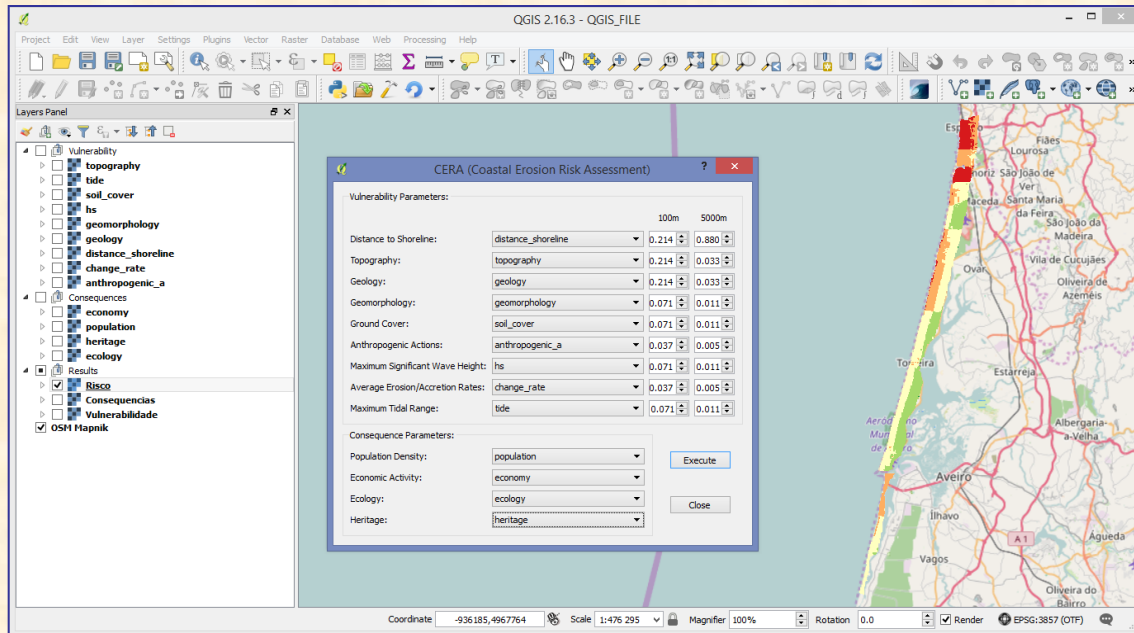 QGIS 2.16.3 - QGIS_FILE
Project Edit View Layer Settings Plugins Vector Raster Database Web Processing Help
Layers Panel
Vulnerability
topography
tide
soil_cover
hs
geomorphology
geology
distance_shoreline
change_rate
anthropogenic_a
Consequences
economy
population
heritage
ecology
Results
Risco
Consequencias
Vulnerabilidade
OSM Mapnik
CERA (Coastal Erosion Risk Assessment)
Vulnerability Parameters:
100m 5000m
Distance to Shoreline: distance_shoreline 0.214 0.880
Topography: topography 0.214 0.033
Geology: geology 0.214 0.033
Geomorphology: geomorphology 0.071 0.011
Ground Cover: soil_cover 0.071 0.011
Anthropogenic Actions: anthropogenic_a 0.037 0.005
Maximum Significant Wave Height: hs 0.071 0.011
Average Erosion/Accretion Rates: change_rate 0.037 0.005
Maximum Tidal Range: tide 0.071 0.011
Consequence Parameters:
Population Density: population
Economic Activity: economy
Ecology: ecology
Heritage: heritage
Execute
Close
Fiães
Lourosa
São João de
Ver
Santa Maria
da Feira
São João da
Madeira
Ovar
Vila de Cucujães
Oliveira de
Azeméis
Estarreja
Albergaria-
a-Velha
Aveiro
Ílhavo
A 1
Águeda
Vagos
Oliveira do
Bairro
Coordinate -936185,4967764 Scale 1:476 295 Magnifier 100% Rotation 0.0 Render EPSG:3857 (OTF)